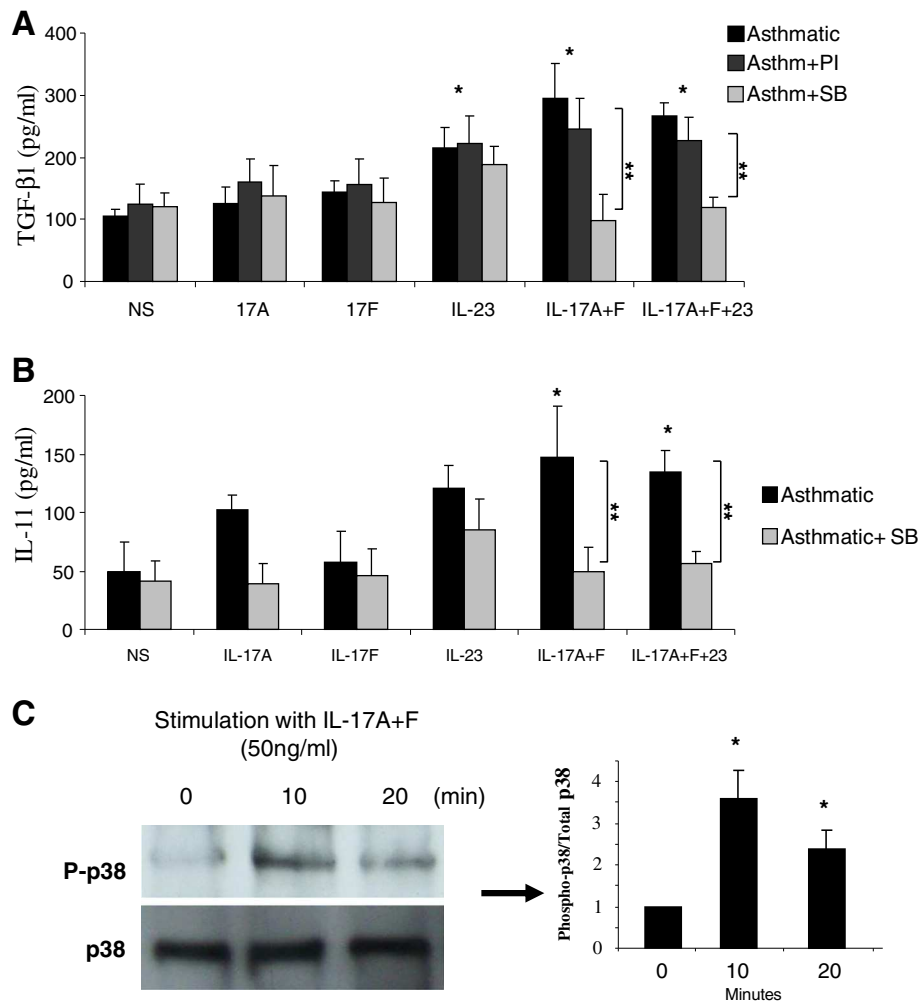 A
TGF-β1 (pg/ml)
400
300
200
100
0
Asthmatic
Asthm+PI
Asthm+SB
*
*
*
**
**
NS 17A 17F IL-23 IL-17A+F IL-17A+F+23
B
IL-11 (pg/ml)
200
150
100
50
0
*
*
**
**
Asthmatic
Asthmatic+ SB
NS IL-17A IL-17F IL-23 IL-17A+F IL-17A+F+23
C
Stimulation with IL-17A+F
(50ng/ml)
0 10 20 (min)
P-p38
p38
Phospho-p38/Total p38
4
3
2
1
0
*
*
0 10 20
Minutes